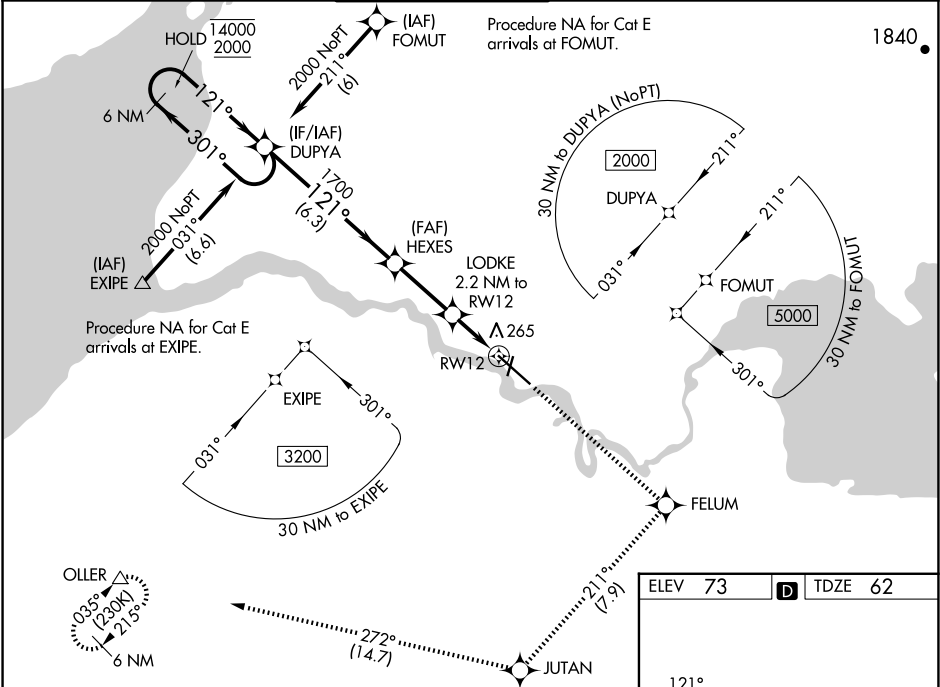 (IAF)
FOMUT
Procedure NA for Cat E
arrivals at FOMUT.
1840
HOLD
14000
2000
2000 NoPT
211°
(6)
6 NM
121°
301°
(IF/IAF)
DUPYA
30 NM to DUPYA (NoPT)
2000
211°
DUPYA
031°
211°
FOMUT
5000
30 NM to FOMUT
301°
1700
121°
(6.3)
2000 NoPT
031°
(6.6)
(IAF)
EXIPE
(FAF)
HEXES
LODKE
2.2 NM to
RW12
265
RW12
Procedure NA for Cat E
arrivals at EXIPE.
EXIPE
031°
301°
3200
30 NM to EXIPE
FELUM
211°
(7.9)
OLLER
035°
(230K)
215°
6 NM
272°
(14.7)
JUTAN
ELEV 73 D TDZE 62
121°